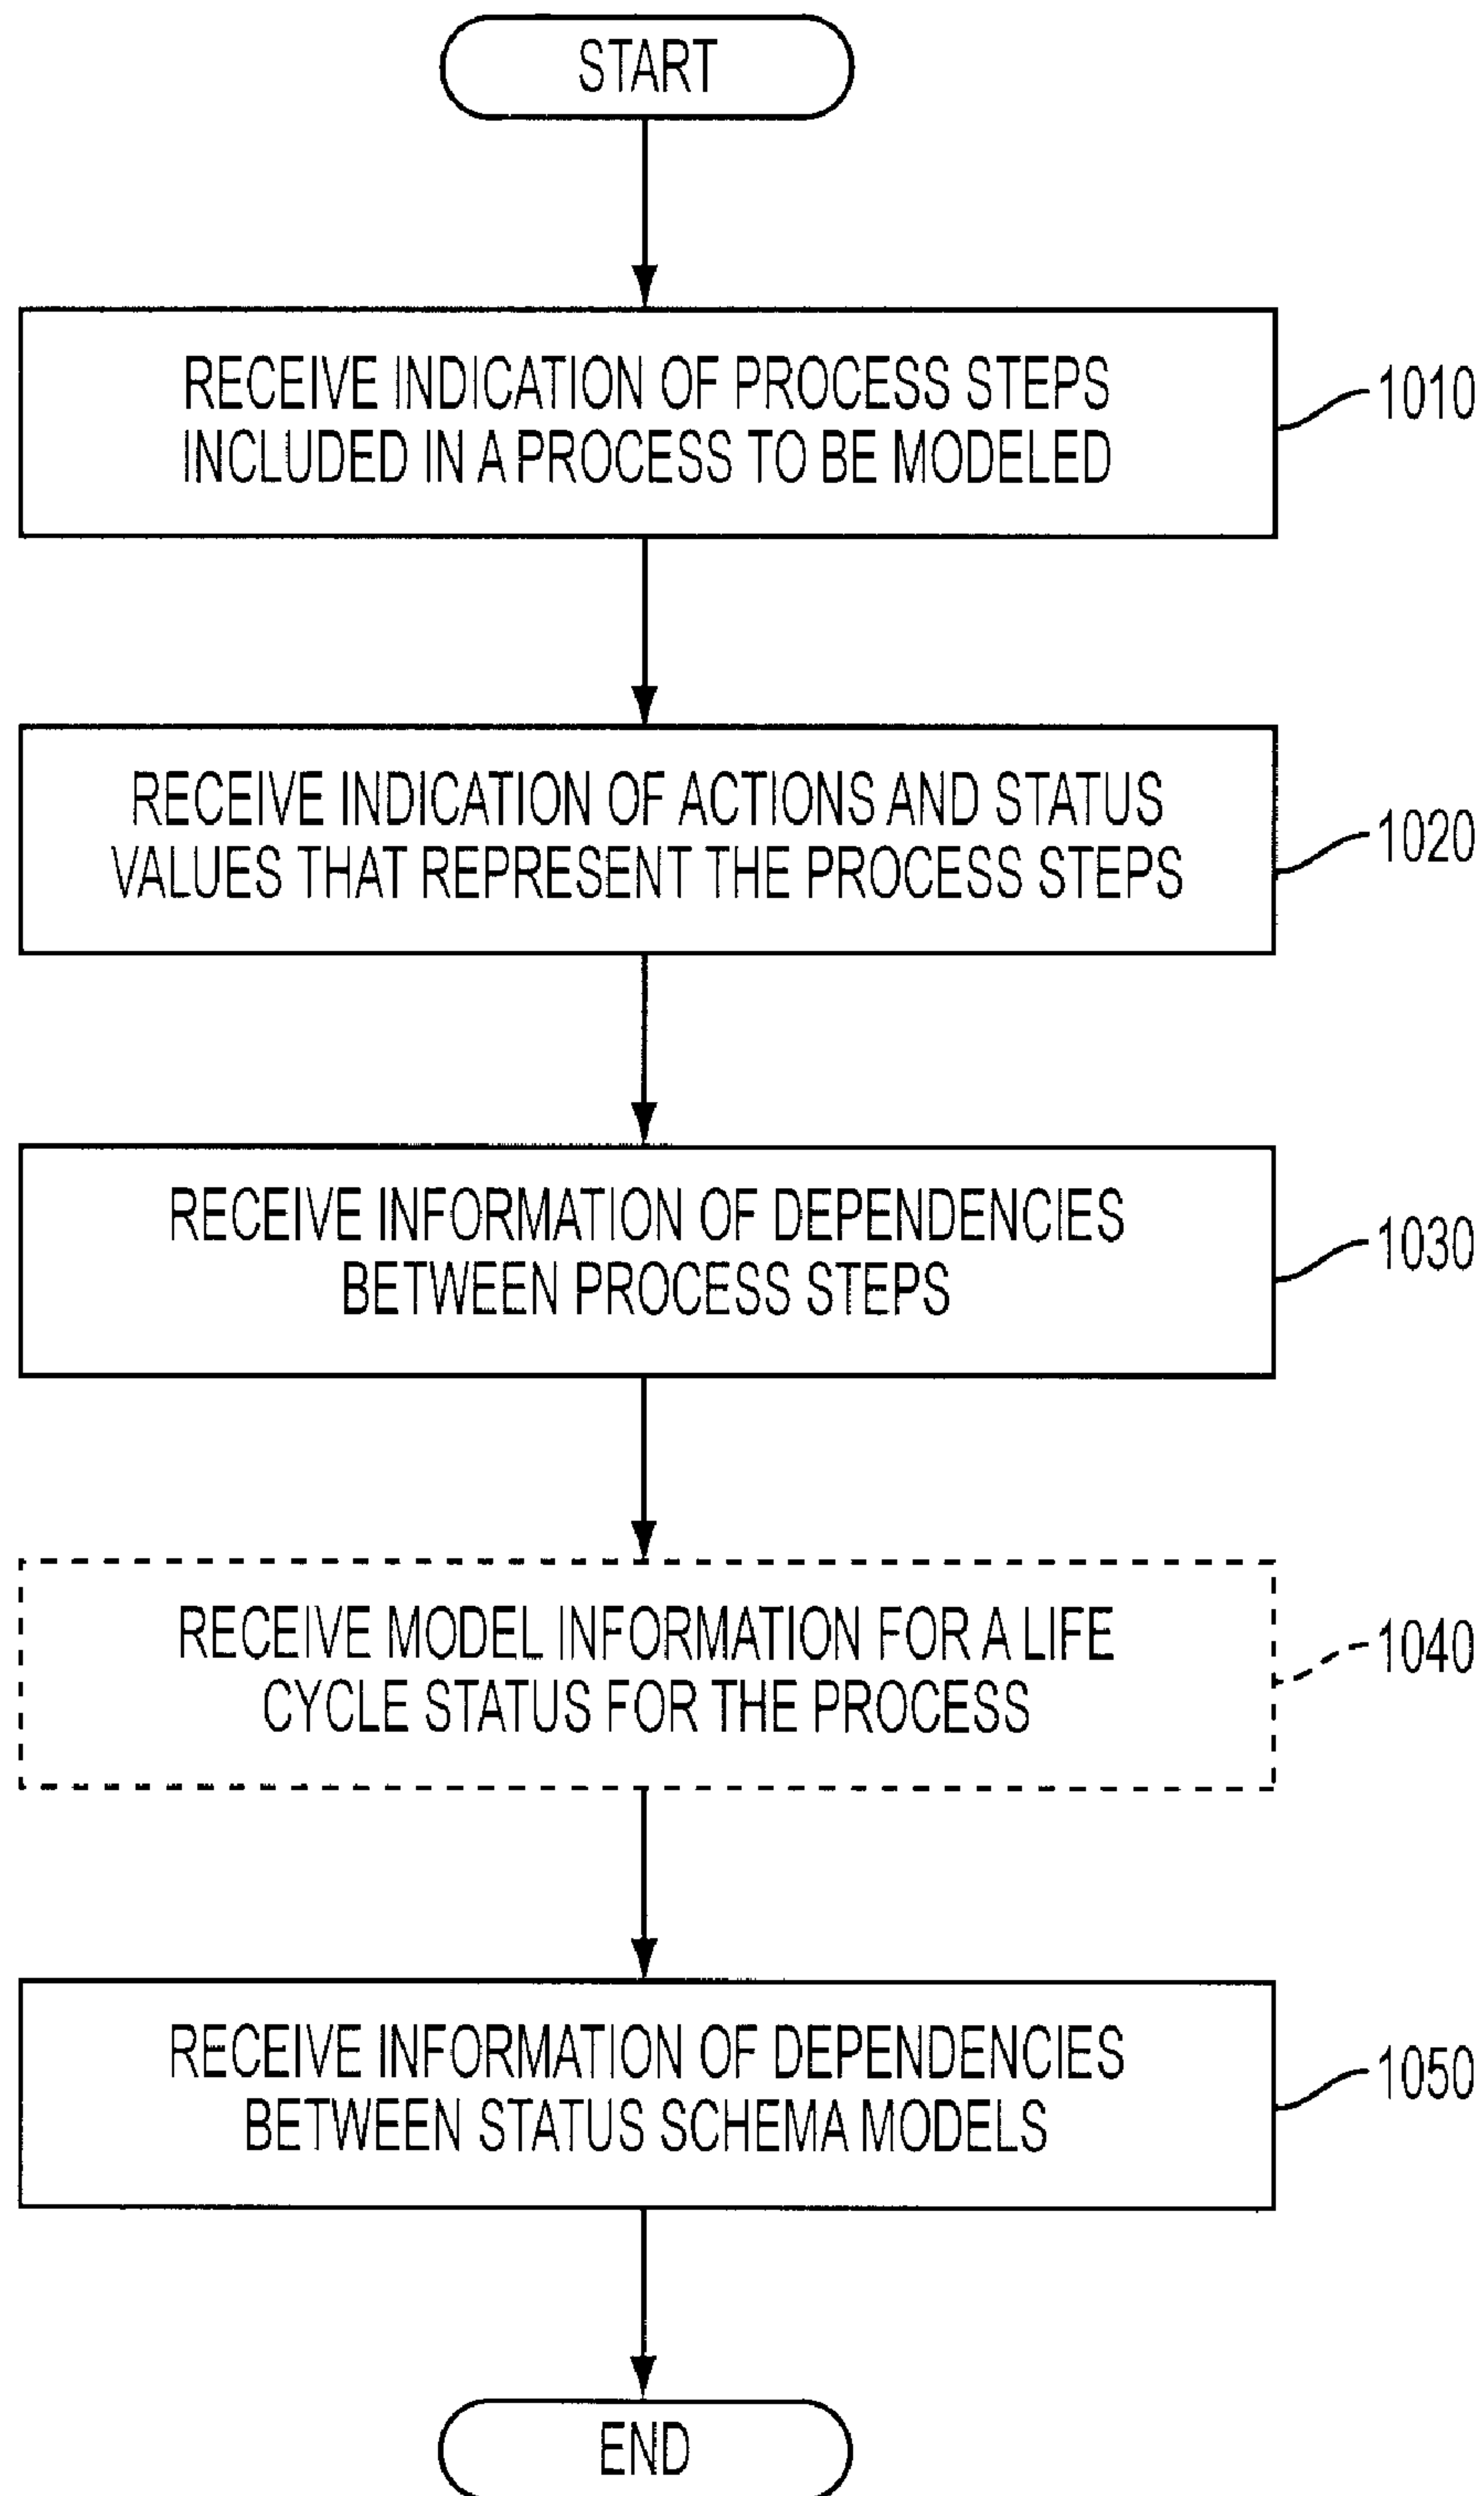 START
RECEIVE INDICATION OF PROCESS STEPS
INCLUDED IN A PROCESS TO BE MODELED
1010
RECEIVE INDICATION OF ACTIONS AND STATUS
VALUES THAT REPRESENT THE PROCESS STEPS
1020
RECEIVE INFORMATION OF DEPENDENCIES
BETWEEN PROCESS STEPS
1030
RECEIVE MODEL INFORMATION FOR A LIFE
CYCLE STATUS FOR THE PROCESS
1040
RECEIVE INFORMATION OF DEPENDENCIES
BETWEEN STATUS SCHEMA MODELS
1050
END